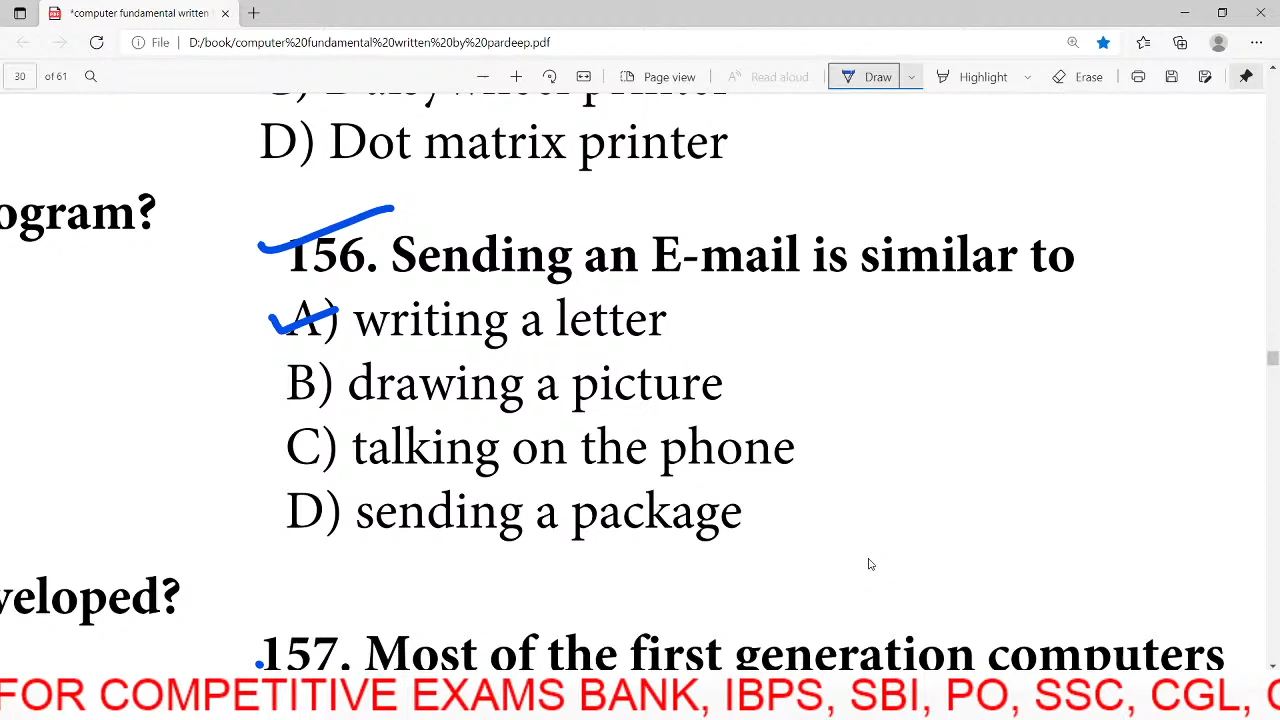 *computer fundamental written
File | D:/book/computer%20fundamental%20written%20by%20pardeep.pdf
30 of 61 Page view Read aloud Draw Highlight Erase
D) Dot matrix printer
ogram?
156. Sending an E-mail is similar to
A) writing a letter
B) drawing a picture
C) talking on the phone
D) sending a package
veloped?
157. Most of the first generation computers
FOR COMPETITIVE EXAMS BANK, IBPS, SBI, PO, SSC, CGL,